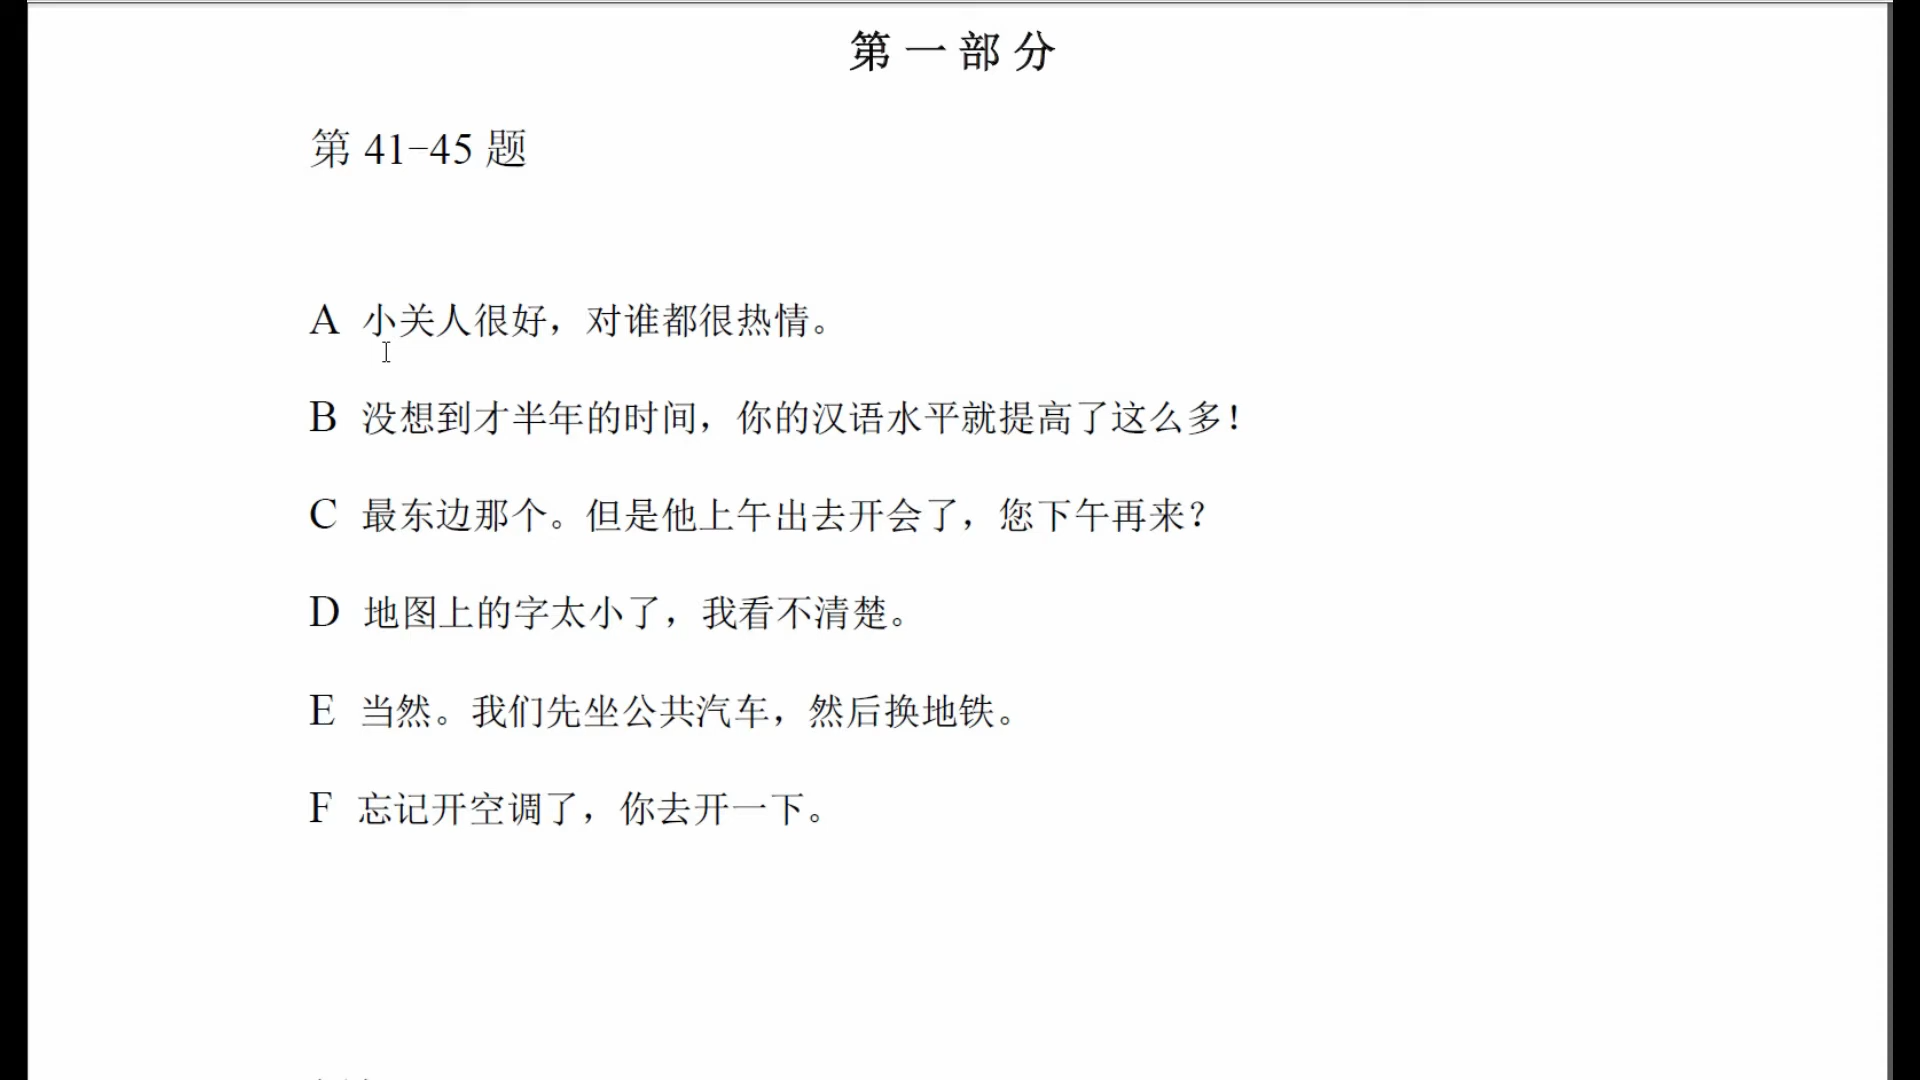 第一部分
第 41-45 题
A 小关人很好，对谁都很热情。
B 没想到才半年的时间，你的汉语水平就提高了这么多！
C 最东边那个。但是他上午出去开会了，您下午再来？
D 地图上的字太小了，我看不清楚。
E 当然。我们先坐公共汽车，然后换地铁。
F 忘记开空调了，你去开一下。